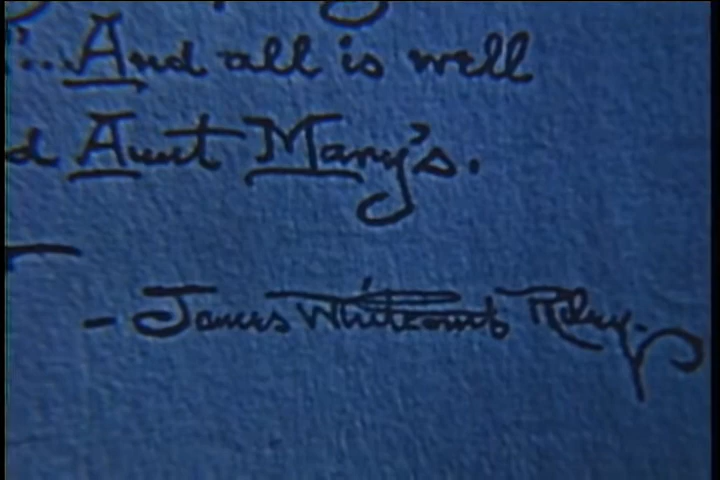 !"...And all is well
d Aunt Mary's.
- James Whitcomb Riley.